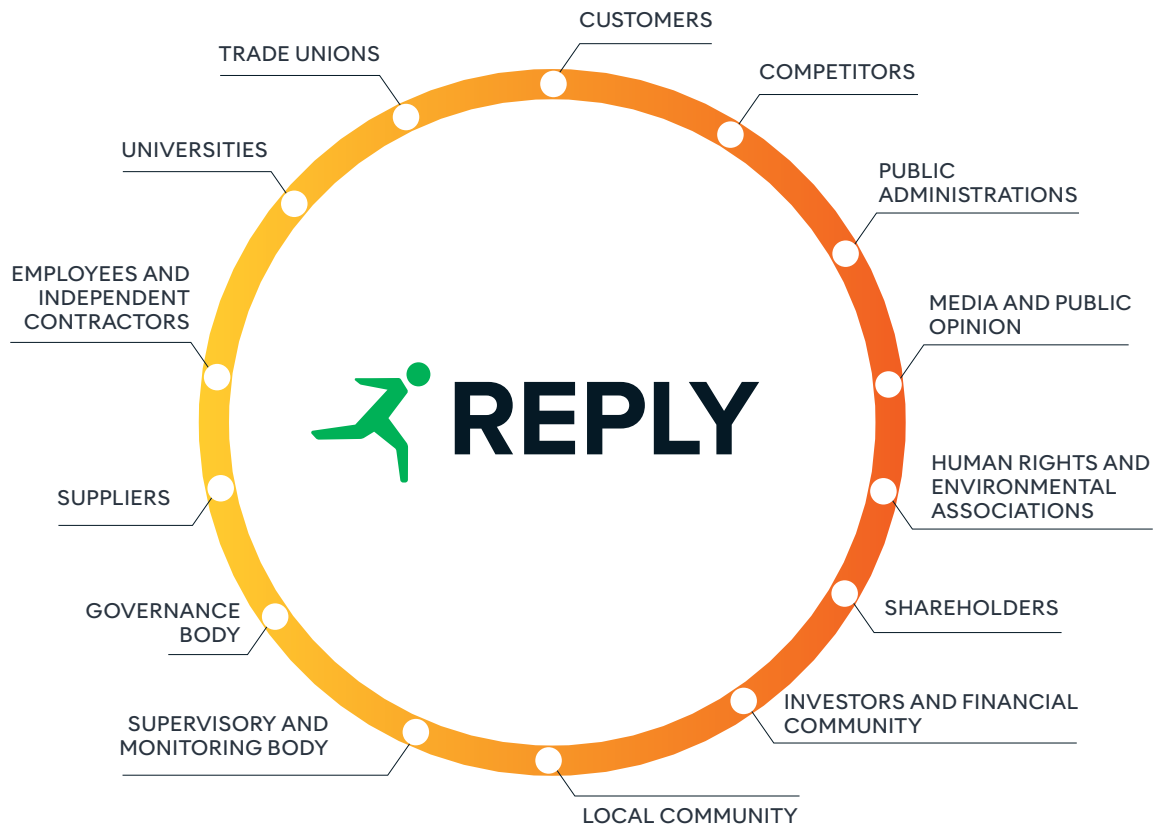 CUSTOMERS
COMPETITORS
PUBLIC
ADMINISTRATIONS
MEDIA AND PUBLIC
OPINION
HUMAN RIGHTS AND
ENVIRONMENTAL
ASSOCIATIONS
SHAREHOLDERS
INVESTORS AND FINANCIAL
COMMUNITY
LOCAL COMMUNITY
SUPERVISORY AND
MONITORING BODY
GOVERNANCE
BODY
SUPPLIERS
EMPLOYEES AND
INDEPENDENT
CONTRACTORS
UNIVERSITIES
TRADE UNIONS
REPLY